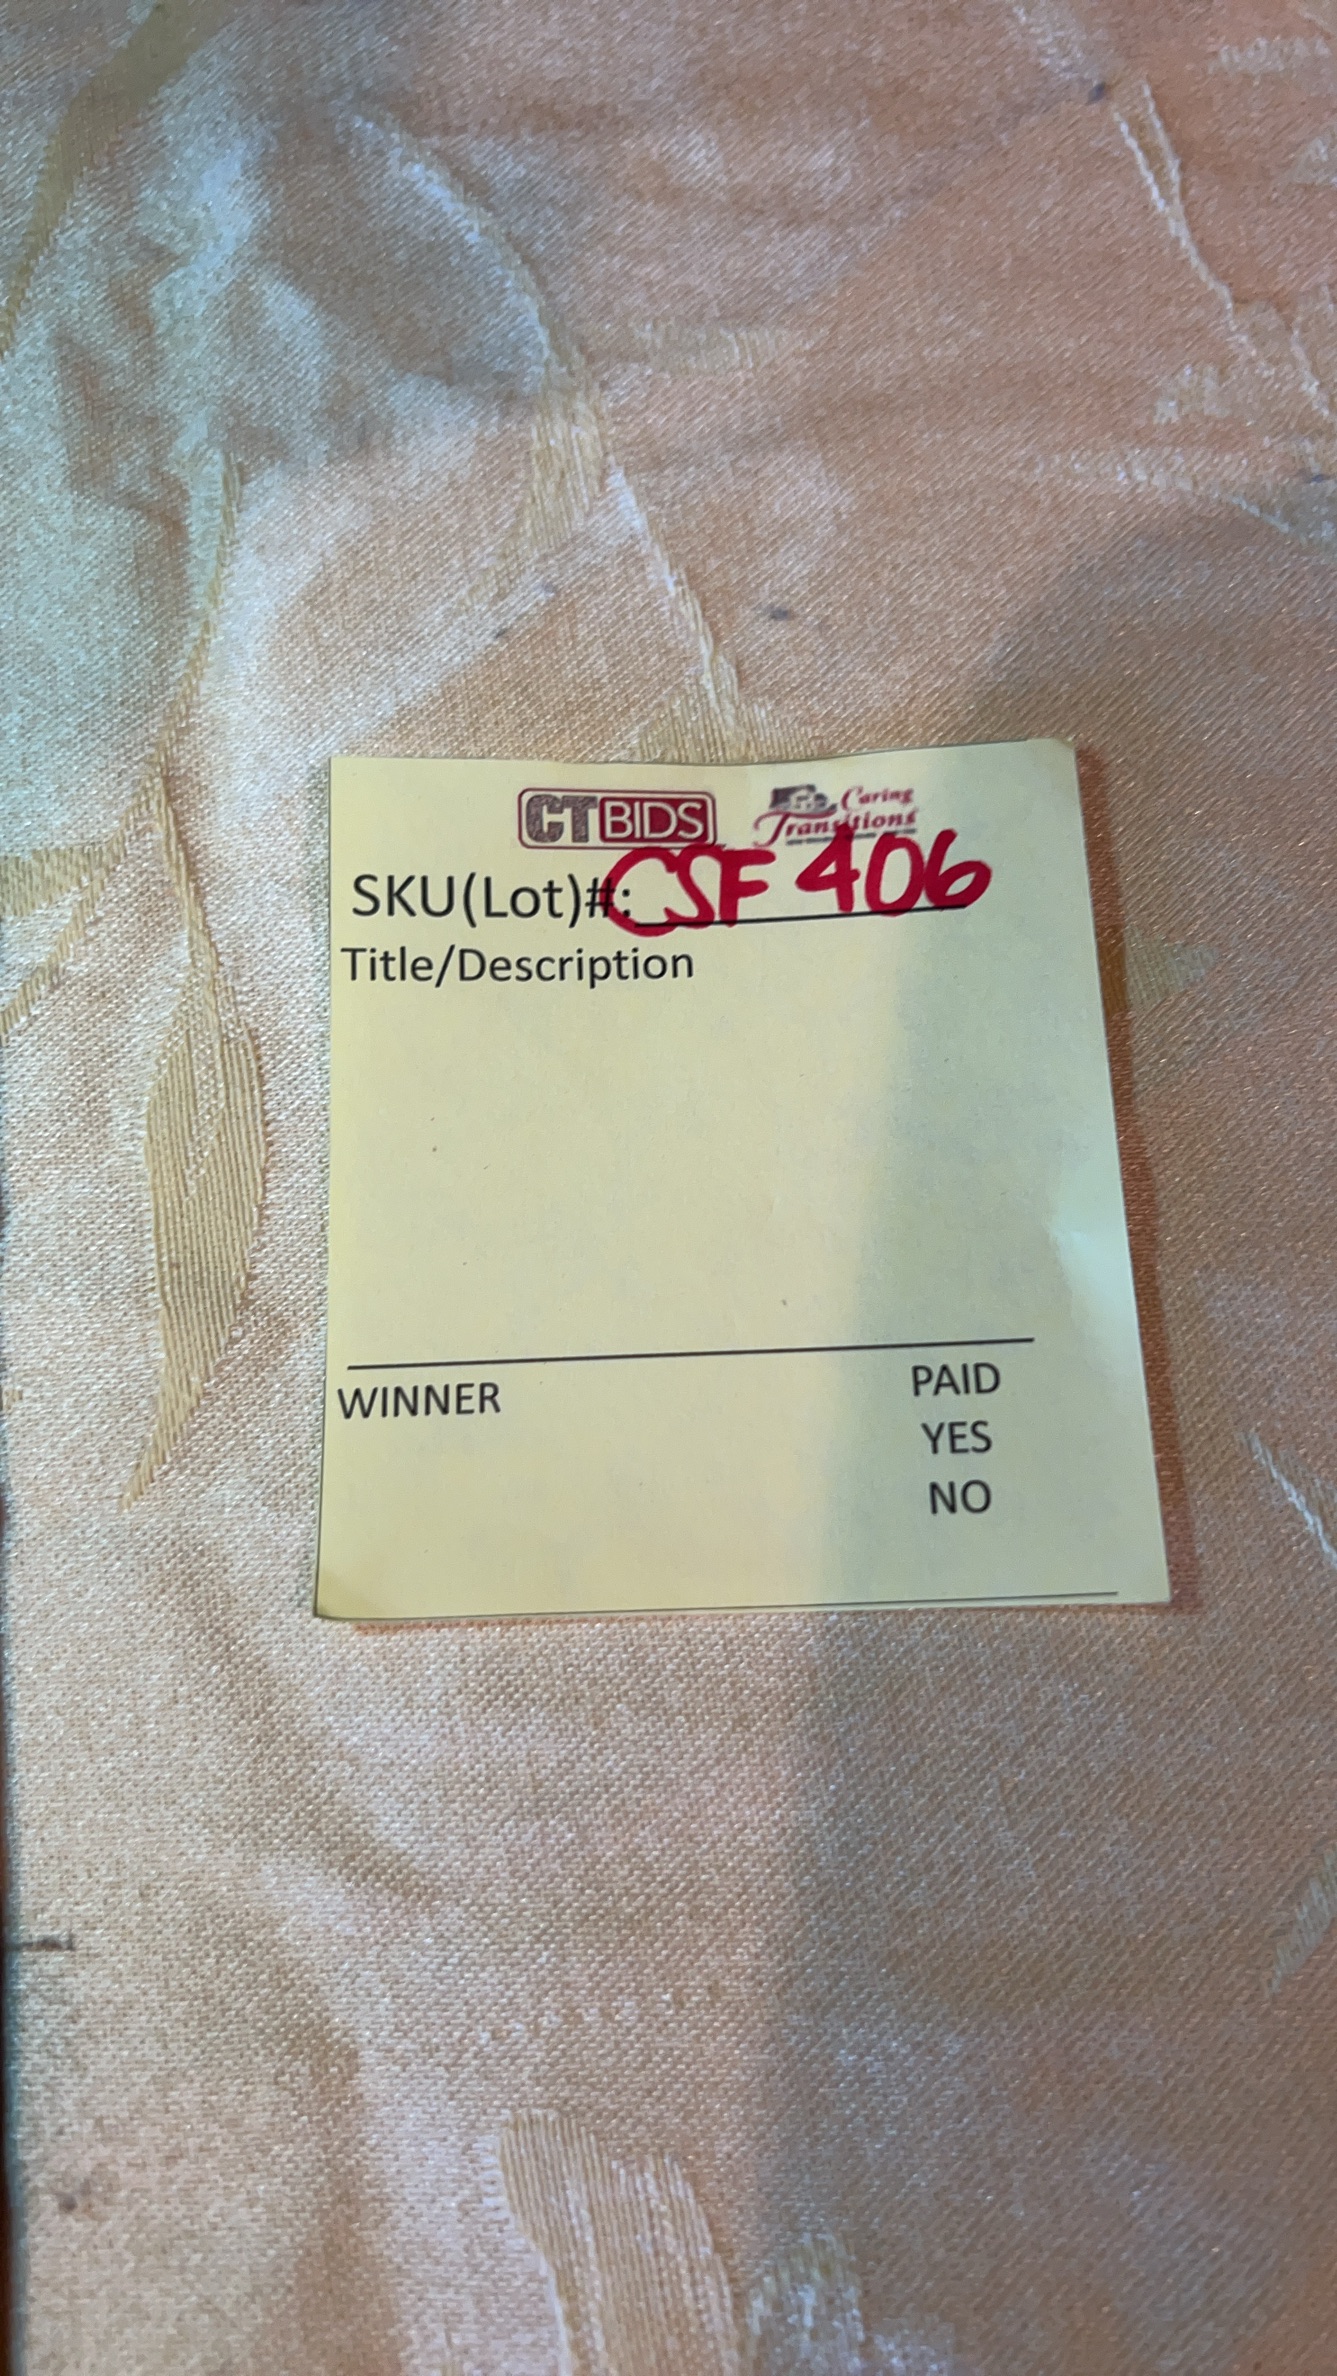 CTBIDS Caring Transitions
SKU(Lot)#: CSF 406
Title/Description
WINNER PAID
YES
NO